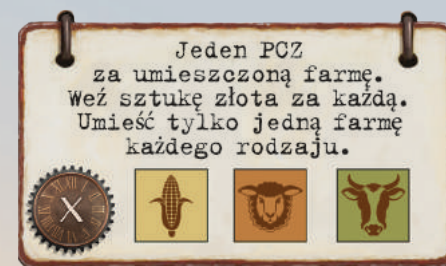 Jeden PCZ
za umieszczoną farmę.
Weź sztukę złota za każdą.
Umieść tylko jedną farmę
każdego rodzaju.
X